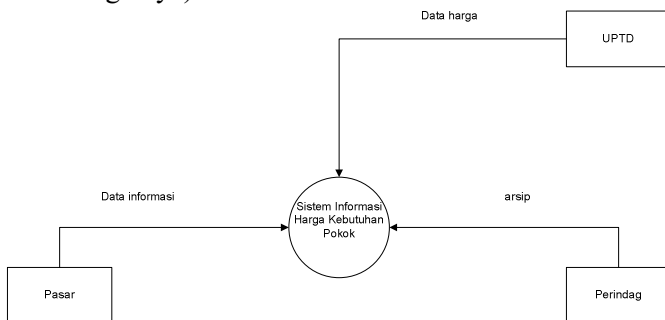 Data harga
UPTD
Data informasi
Sistem Informasi
Harga Kebutuhan
Pokok
arsip
Pasar
Perindag